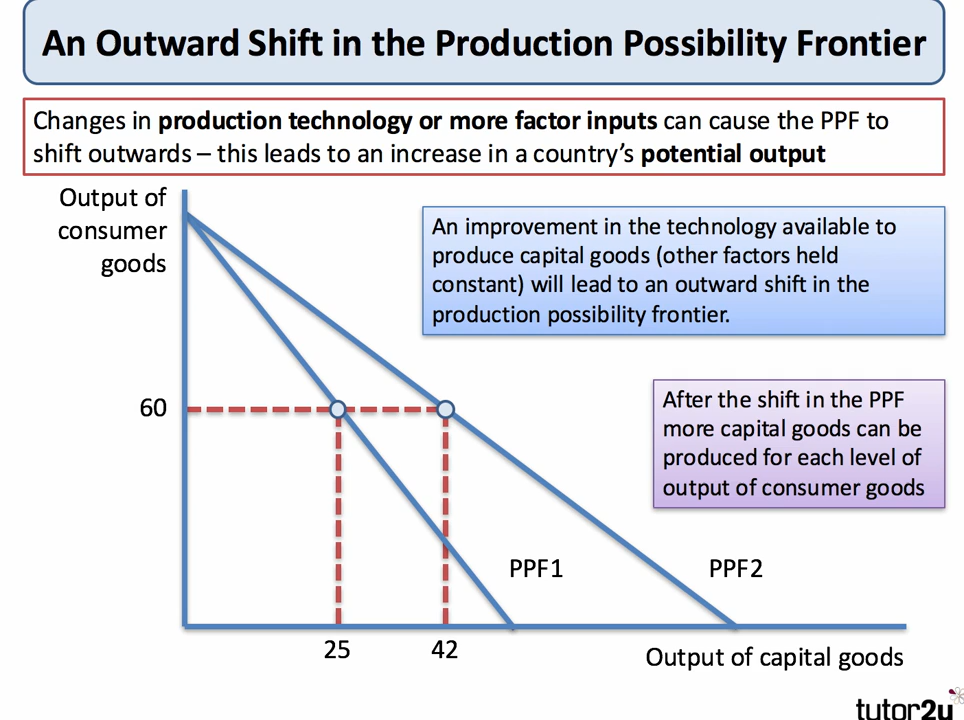 An Outward Shift in the Production Possibility Frontier
Changes in production technology or more factor inputs can cause the PPF to
shift outwards – this leads to an increase in a country’s potential output
Output of
consumer
goods
An improvement in the technology available to
produce capital goods (other factors held
constant) will lead to an outward shift in the
production possibility frontier.
60
After the shift in the PPF
more capital goods can be
produced for each level of
output of consumer goods
PPF1
PPF2
25
42
Output of capital goods
tutor2u